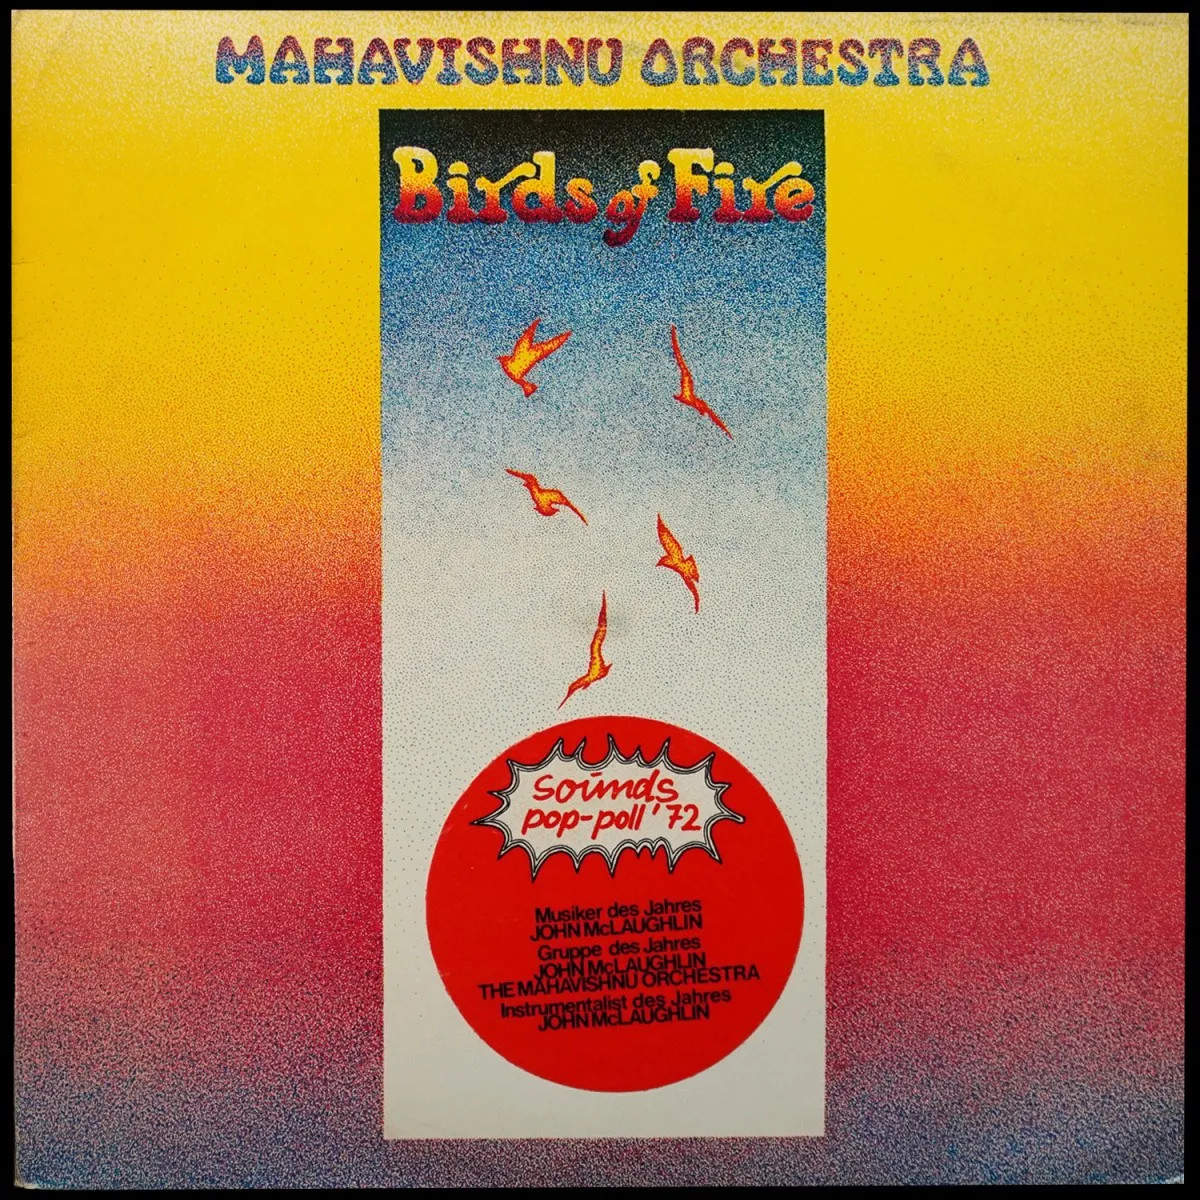 MAHAVISHNU ORCHESTRA
Birds of Fire
sounds
pop-poll '72
Musiker des Jahres
JOHN McLAUGHLIN
Gruppe des Jahres
JOHN McLAUGHLIN
THE MAHAVISHNU ORCHESTRA
Instrumentalist des Jahres
JOHN McLAUGHLIN